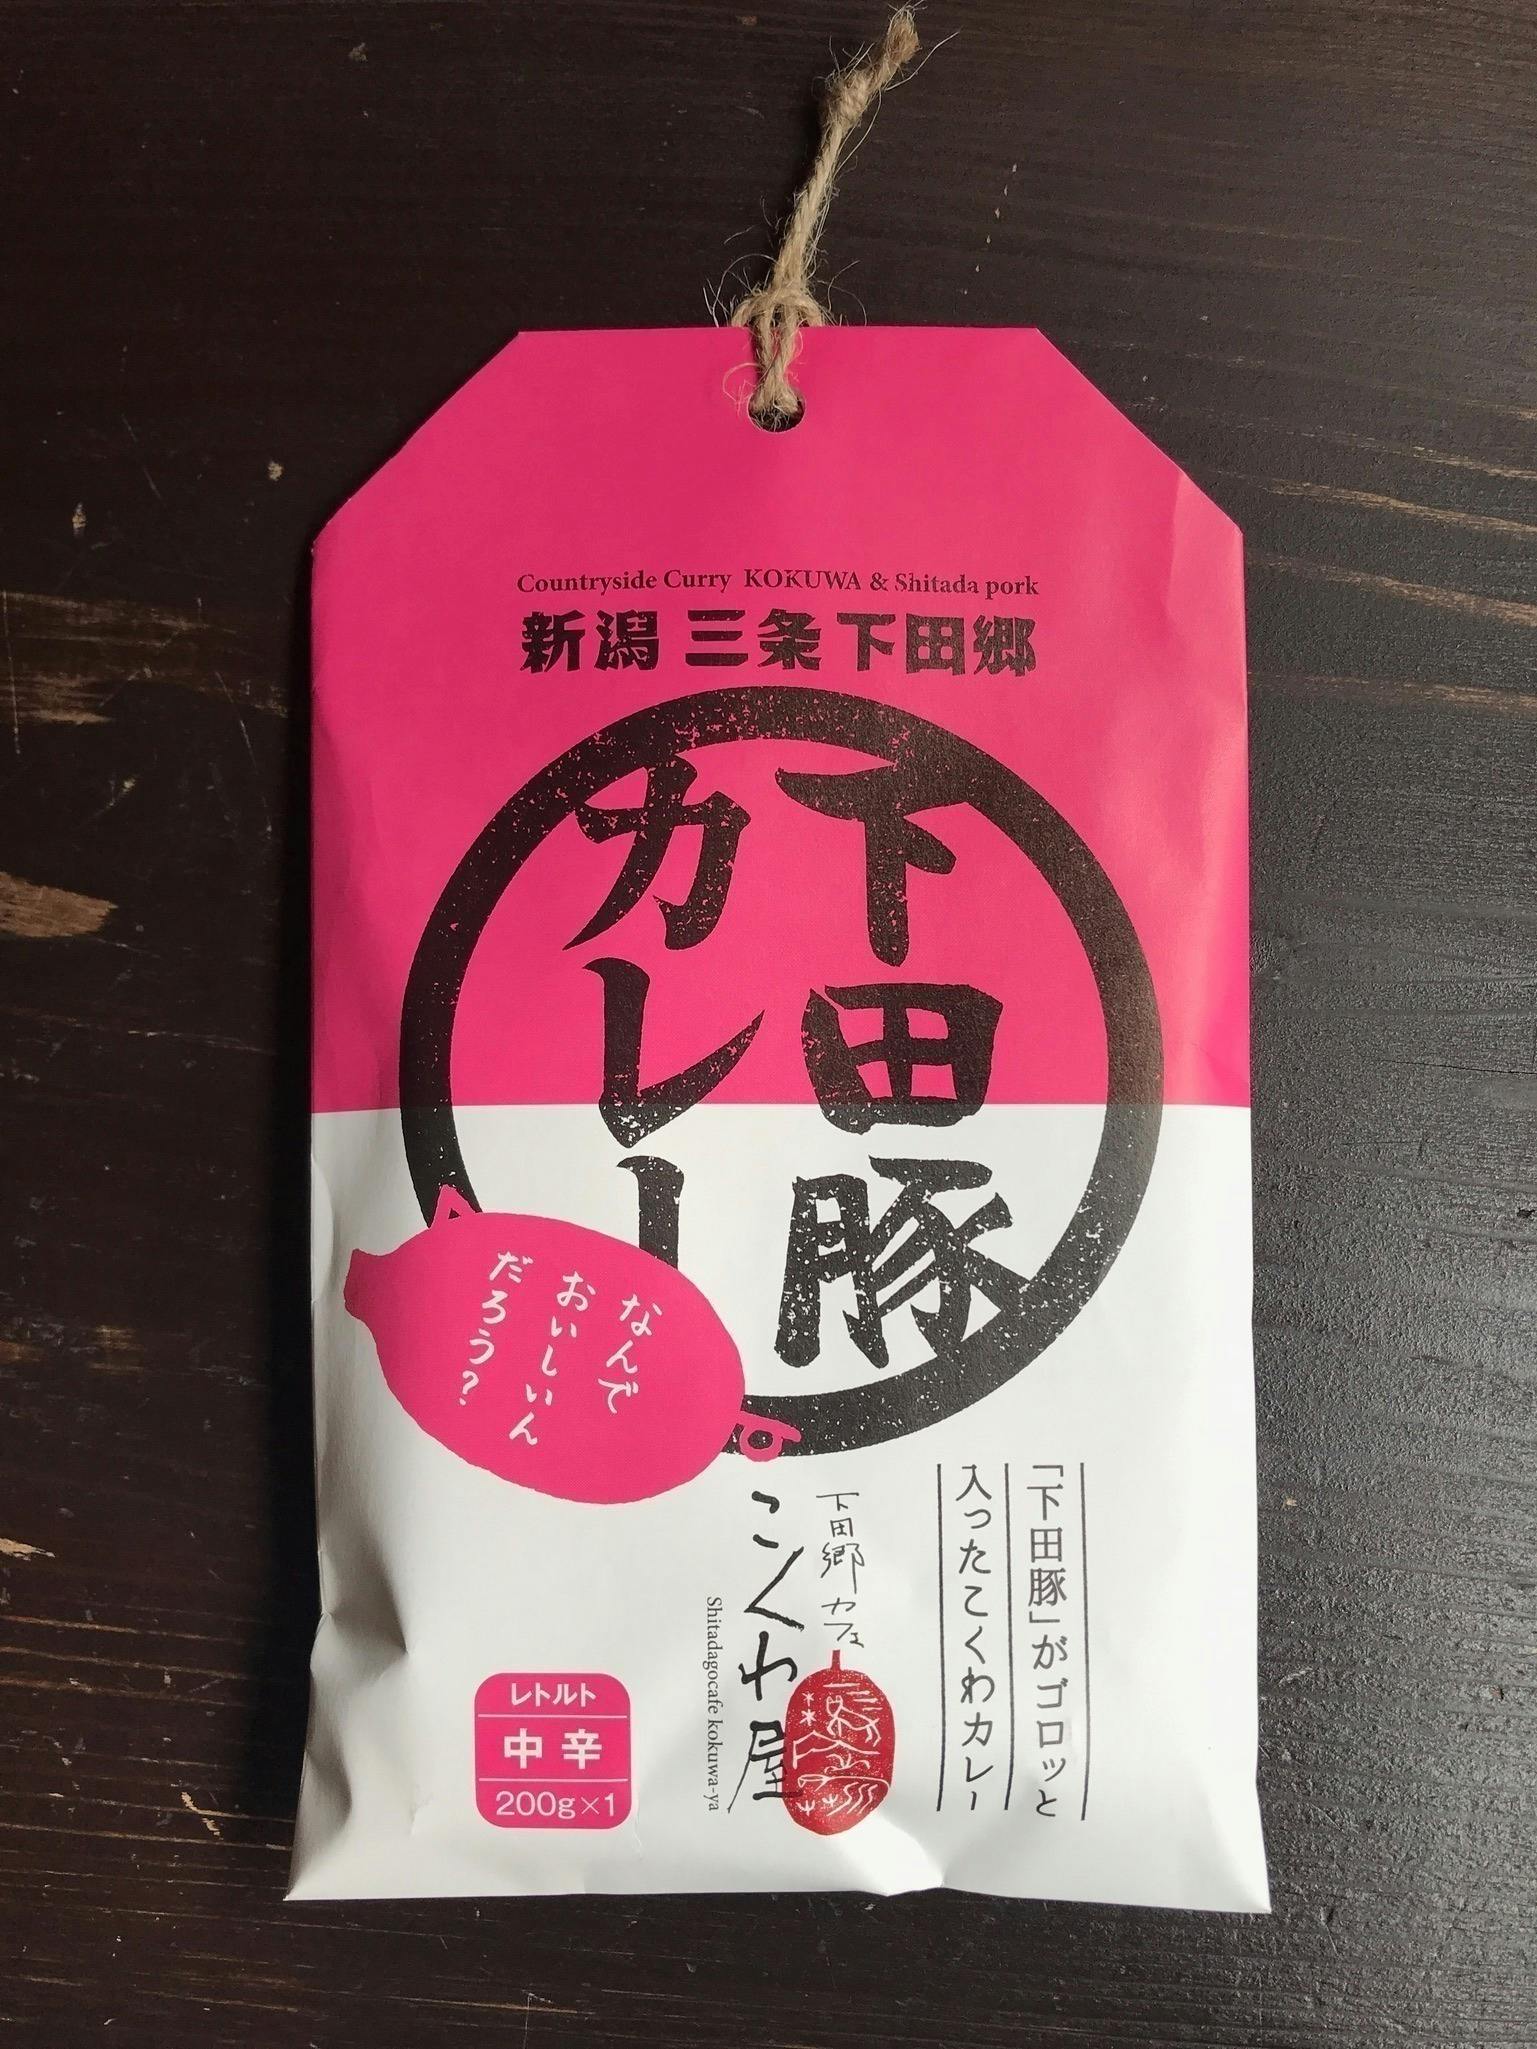 Countryside Curry KOKUWA & Shitada pork
新潟 三条 下田郷
下田豚
カレー
なんで
おいしいん
だろう?
「下田豚」がゴロッと
入ったこくわカレー
下田郷カフェ
こくわ屋
Shitadagocafe kokuwa-ya
レトルト
中辛
200g×1